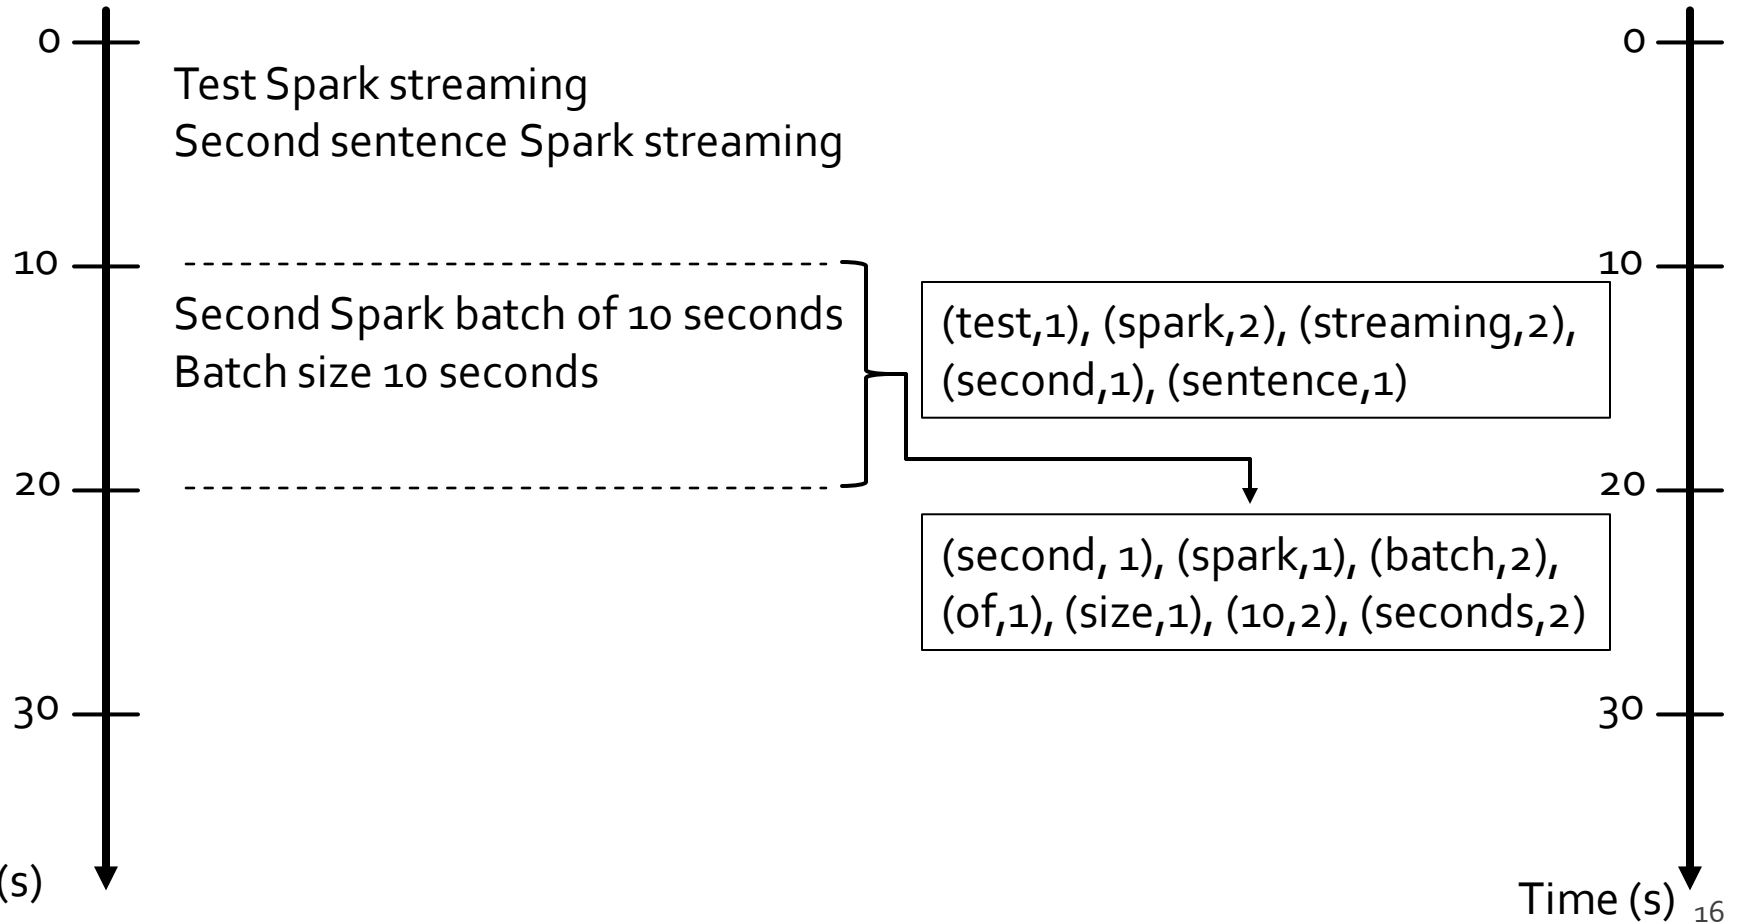 0
Test Spark streaming
Second sentence Spark streaming
10
Second Spark batch of 10 seconds
Batch size 10 seconds
20
30
(s)
0
10
(test,1), (spark,2), (streaming,2),
(second,1), (sentence,1)
20
(second, 1), (spark,1), (batch,2),
(of,1), (size,1), (10,2), (seconds,2)
30
Time (s)
16